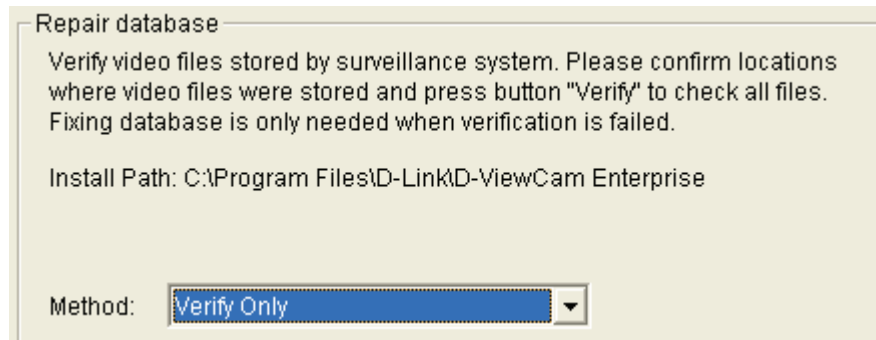 Repair database
Verify video files stored by surveillance system. Please confirm locations
where video files were stored and press button "Verify" to check all files.
Fixing database is only needed when verification is failed.
Install Path: C:\Program Files\D-Link\D-ViewCam Enterprise
Method: Verify Only